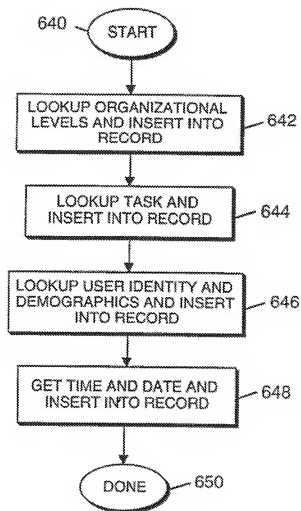 640
START
LOOKUP ORGANIZATIONAL
LEVELS AND INSERT INTO
RECORD
642
LOOKUP TASK AND
INSERT INTO RECORD
644
LOOKUP USER IDENTITY AND
DEMOGRAPHICS AND INSERT
INTO RECORD
646
GET TIME AND DATE AND
INSERT INTO RECORD
648
DONE
650